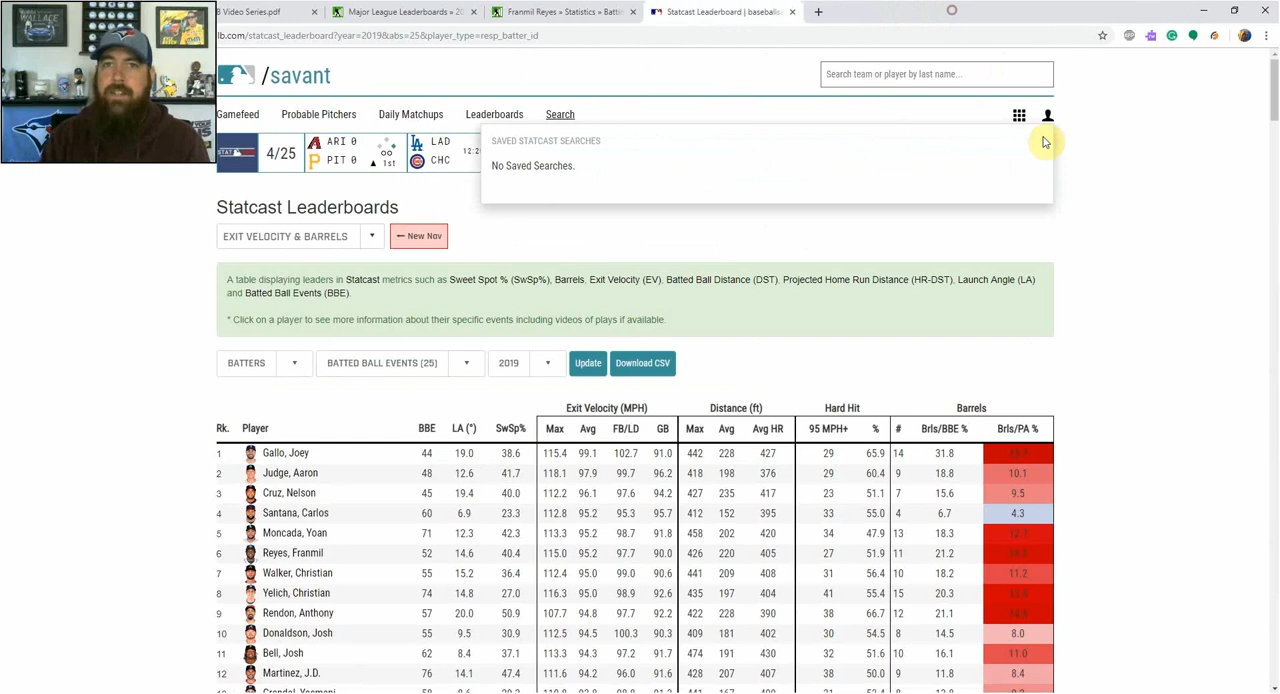 8 Video Series.pdf
Major League Leaderboards » 20
Franmil Reyes » Statistics » Battin
Statcast Leaderboard | baseballsa
lb.com/statcast_leaderboard?year=2019&abs=25&player_type=resp_batter_id
/savant
Search team or player by last name...
Gamefeed Probable Pitchers Daily Matchups Leaderboards Search
SAVED STATCAST SEARCHES
No Saved Searches.
4/25
ARI 0
PIT 0
1st
LAD
CHC
Statcast Leaderboards
EXIT VELOCITY & BARRELS
← New Nav
A table displaying leaders in Statcast metrics such as Sweet Spot % (SwSp%), Barrels, Exit Velocity (EV), Batted Ball Distance (DST), Projected Home Run Distance (HR-DST), Launch Angle (LA)
and Batted Ball Events (BBE).
* Click on a player to see more information about their specific events including videos of plays if available.
BATTERS BATTED BALL EVENTS (25) 2019 Update Download CSV
Exit Velocity (MPH) Distance (ft) Hard Hit Barrels
Rk. Player BBE LA (°) SwSp% Max Avg FB/LD GB Max Avg Avg HR 95 MPH+ % # Brls/BBE % Brls/PA %
1 Gallo, Joey 44 19.0 38.6 115.4 99.1 102.7 91.0 442 228 427 29 65.9 14 31.8
2 Judge, Aaron 48 12.6 41.7 118.1 97.9 99.7 96.2 418 198 376 29 60.4 9 18.8 10.1
3 Cruz, Nelson 45 19.4 40.0 112.2 96.1 97.6 94.2 427 235 417 23 51.1 7 15.6 9.5
4 Santana, Carlos 60 6.9 23.3 112.8 95.2 95.3 95.7 412 152 395 33 55.0 4 6.7 4.3
5 Moncada, Yoan 71 12.3 42.3 113.3 95.2 98.7 91.8 458 202 420 34 47.9 13 18.3
6 Reyes, Franmil 52 14.6 40.4 115.0 95.2 97.7 90.0 426 220 405 27 51.9 11 21.2
7 Walker, Christian 55 15.2 36.4 112.4 95.0 99.0 90.6 441 209 408 31 56.4 10 18.2 11.2
8 Yelich, Christian 74 14.8 27.0 116.3 95.0 98.9 92.6 435 197 404 41 55.4 15 20.3
9 Rendon, Anthony 57 20.0 50.9 107.7 94.8 97.7 92.2 422 228 390 38 66.7 12 21.1
10 Donaldson, Josh 55 9.5 30.9 112.5 94.5 100.3 90.3 409 181 402 30 54.5 8 14.5 8.0
11 Bell, Josh 62 8.4 37.1 113.3 94.3 97.2 91.7 474 191 430 32 51.6 10 16.1 11.0
12 Martinez, J.D. 76 14.1 47.4 111.6 94.2 96.0 91.6 428 207 407 38 50.0 9 11.8 8.4